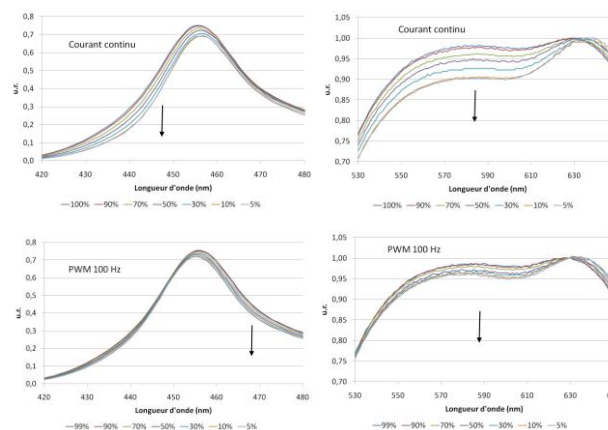 0,8
0,7
0,6
0,5
0,4
0,3
0,2
0,1
0,0
u.r.
Courant continu
420 430 440 450 460 470 480
Longueur d'onde (nm)
100% 90% 70% 50% 30% 10% 5%
1,05
1,00
0,95
0,90
0,85
0,80
0,75
0,70
u.r.
Courant continu
530 550 570 590 610 630
Longueur d'onde (nm)
100% 90% 70% 50% 30% 10% 5%
0,8
0,7
0,6
0,5
0,4
0,3
0,2
0,1
0,0
u.r.
PWM 100 Hz
420 430 440 450 460 470 480
Longueur d'onde (nm)
99% 90% 70% 50% 30% 10% 5%
1,05
1,00
0,95
0,90
0,85
0,80
0,75
0,70
u.r.
PWM 100 Hz
530 550 570 590 610 630
Longueur d'onde (nm)
99% 90% 70% 50% 30% 10% 5%